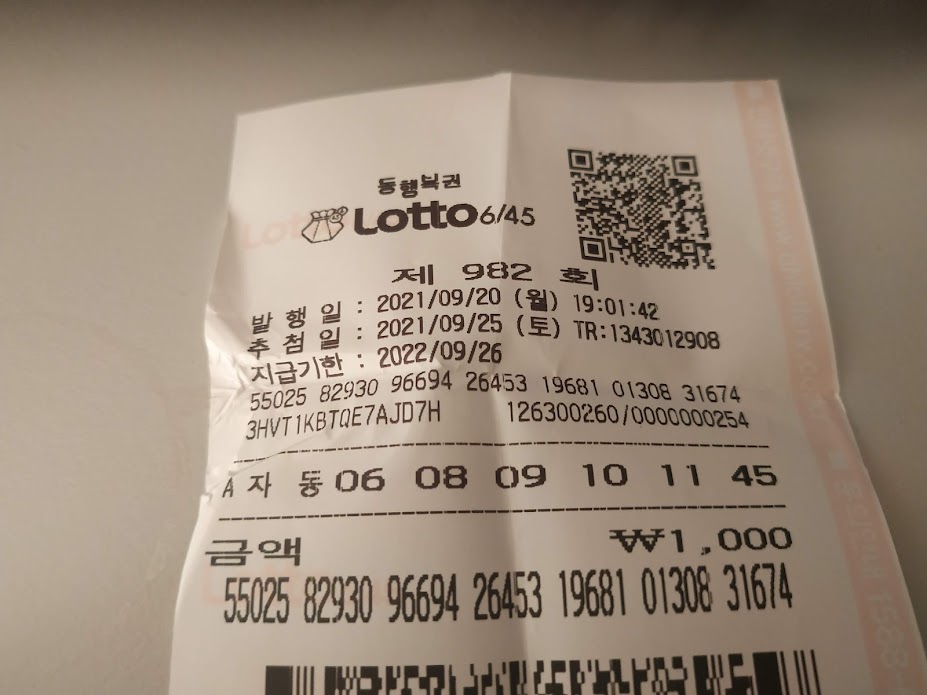 동행복권
Lotto 6/45
제 982 회
발 행 일 : 2021/09/20 (월) 19:01:42
추 첨 일 : 2021/09/25 (토) TR:1343012908
지급기한 : 2022/09/26
55025 82930 96694 26453 19681 01308 31674
3HVT1KBTQE7AJD7H 126300260/0000000254
A 자 동 06 08 09 10 11 45
금액 ₩1,000
55025 82930 96694 26453 19681 01308 31674